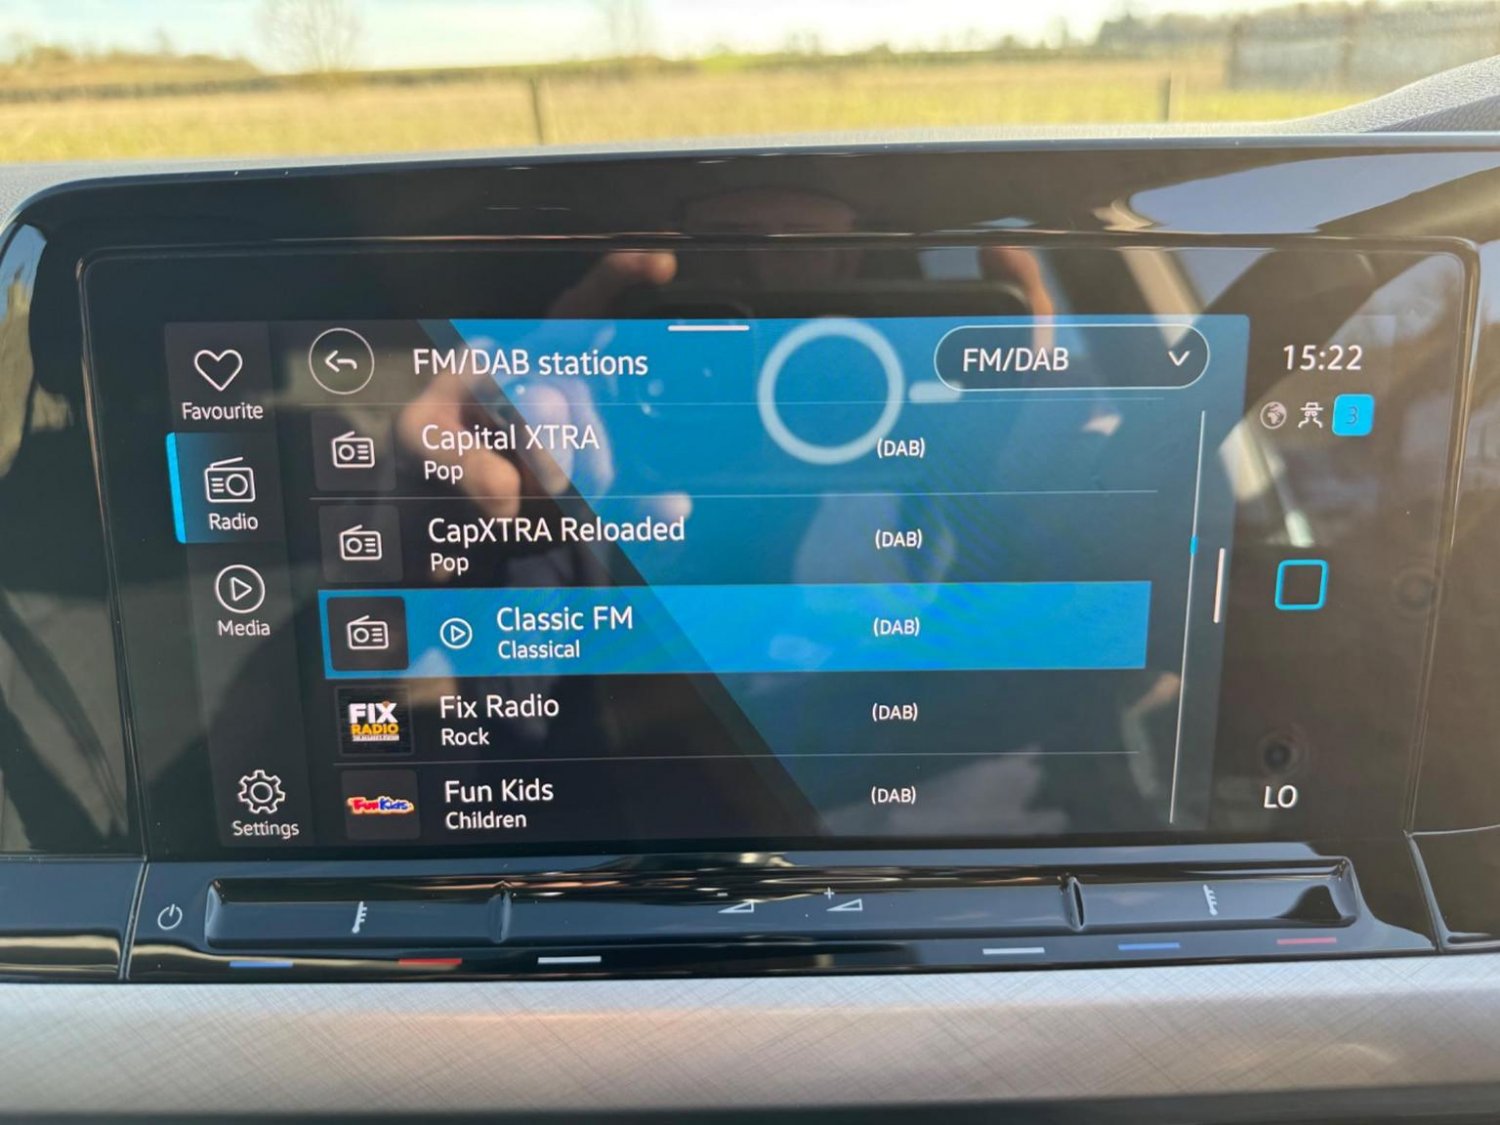 Favourite
FM/DAB stations
FM/DAB
15:22
3
Capital XTRA
Pop
(DAB)
Radio
CapXTRA Reloaded
Pop
(DAB)
Media
Classic FM
Classical
(DAB)
FIX
RADIO
Fix Radio
Rock
(DAB)
Settings
Fun Kids
Fun Kids
Children
(DAB)
LO